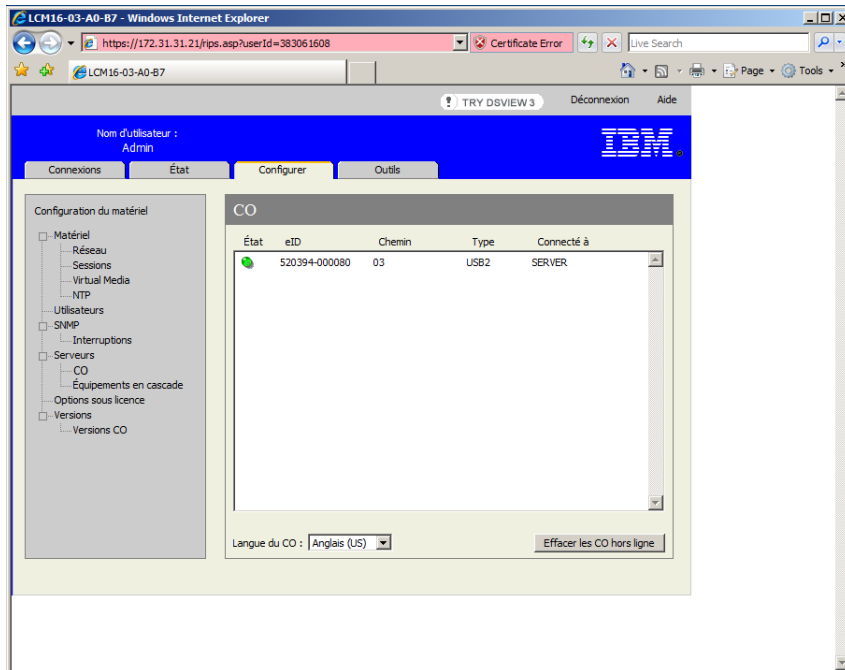 LCM16-03-A0-B7 - Windows Internet Explorer
https://172.31.31.21/rips.asp?userId=383061608
Certificate Error
Live Search
LCM16-03-A0-B7
Page
Tools
TRY DSVIEW 3
Déconnexion
Aide
Nom d'utilisateur :
Admin
IBM
Connexions
État
Configurer
Outils
Configuration du matériel
Matériel
Réseau
Sessions
Virtual Media
NTP
Utilisateurs
SNMP
Interruptions
Serveurs
CO
Équipements en cascade
Options sous licence
Versions
Versions CO
CO
État eID Chemin Type Connecté à
520394-000080 03 USB2 SERVER
Langue du CO : Anglais (US)
Effacer les CO hors ligne